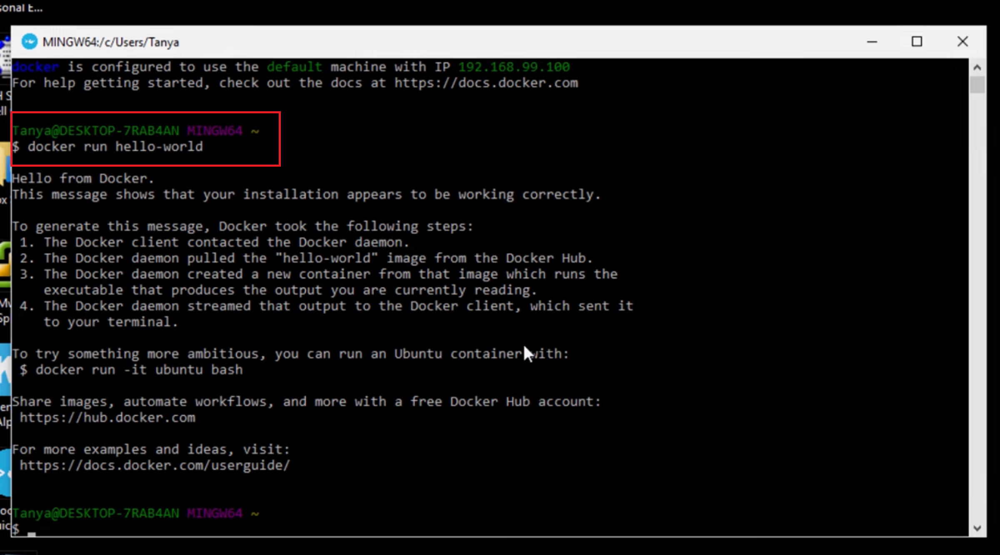 sonal E...
MINGW64:/c/Users/Tanya
docker is configured to use the default machine with IP 192.168.99.100
For help getting started, check out the docs at https://docs.docker.com
Tanya@DESKTOP-7RAB4AN MINGW64 ~
$ docker run hello-world
Hello from Docker.
This message shows that your installation appears to be working correctly.
To generate this message, Docker took the following steps:
1. The Docker client contacted the Docker daemon.
2. The Docker daemon pulled the "hello-world" image from the Docker Hub.
3. The Docker daemon created a new container from that image which runs the
executable that produces the output you are currently reading.
4. The Docker daemon streamed that output to the Docker client, which sent it
to your terminal.
To try something more ambitious, you can run an Ubuntu container with:
$ docker run -it ubuntu bash
Share images, automate workflows, and more with a free Docker Hub account:
https://hub.docker.com
For more examples and ideas, visit:
https://docs.docker.com/userguide/
Tanya@DESKTOP-7RAB4AN MINGW64 ~
$